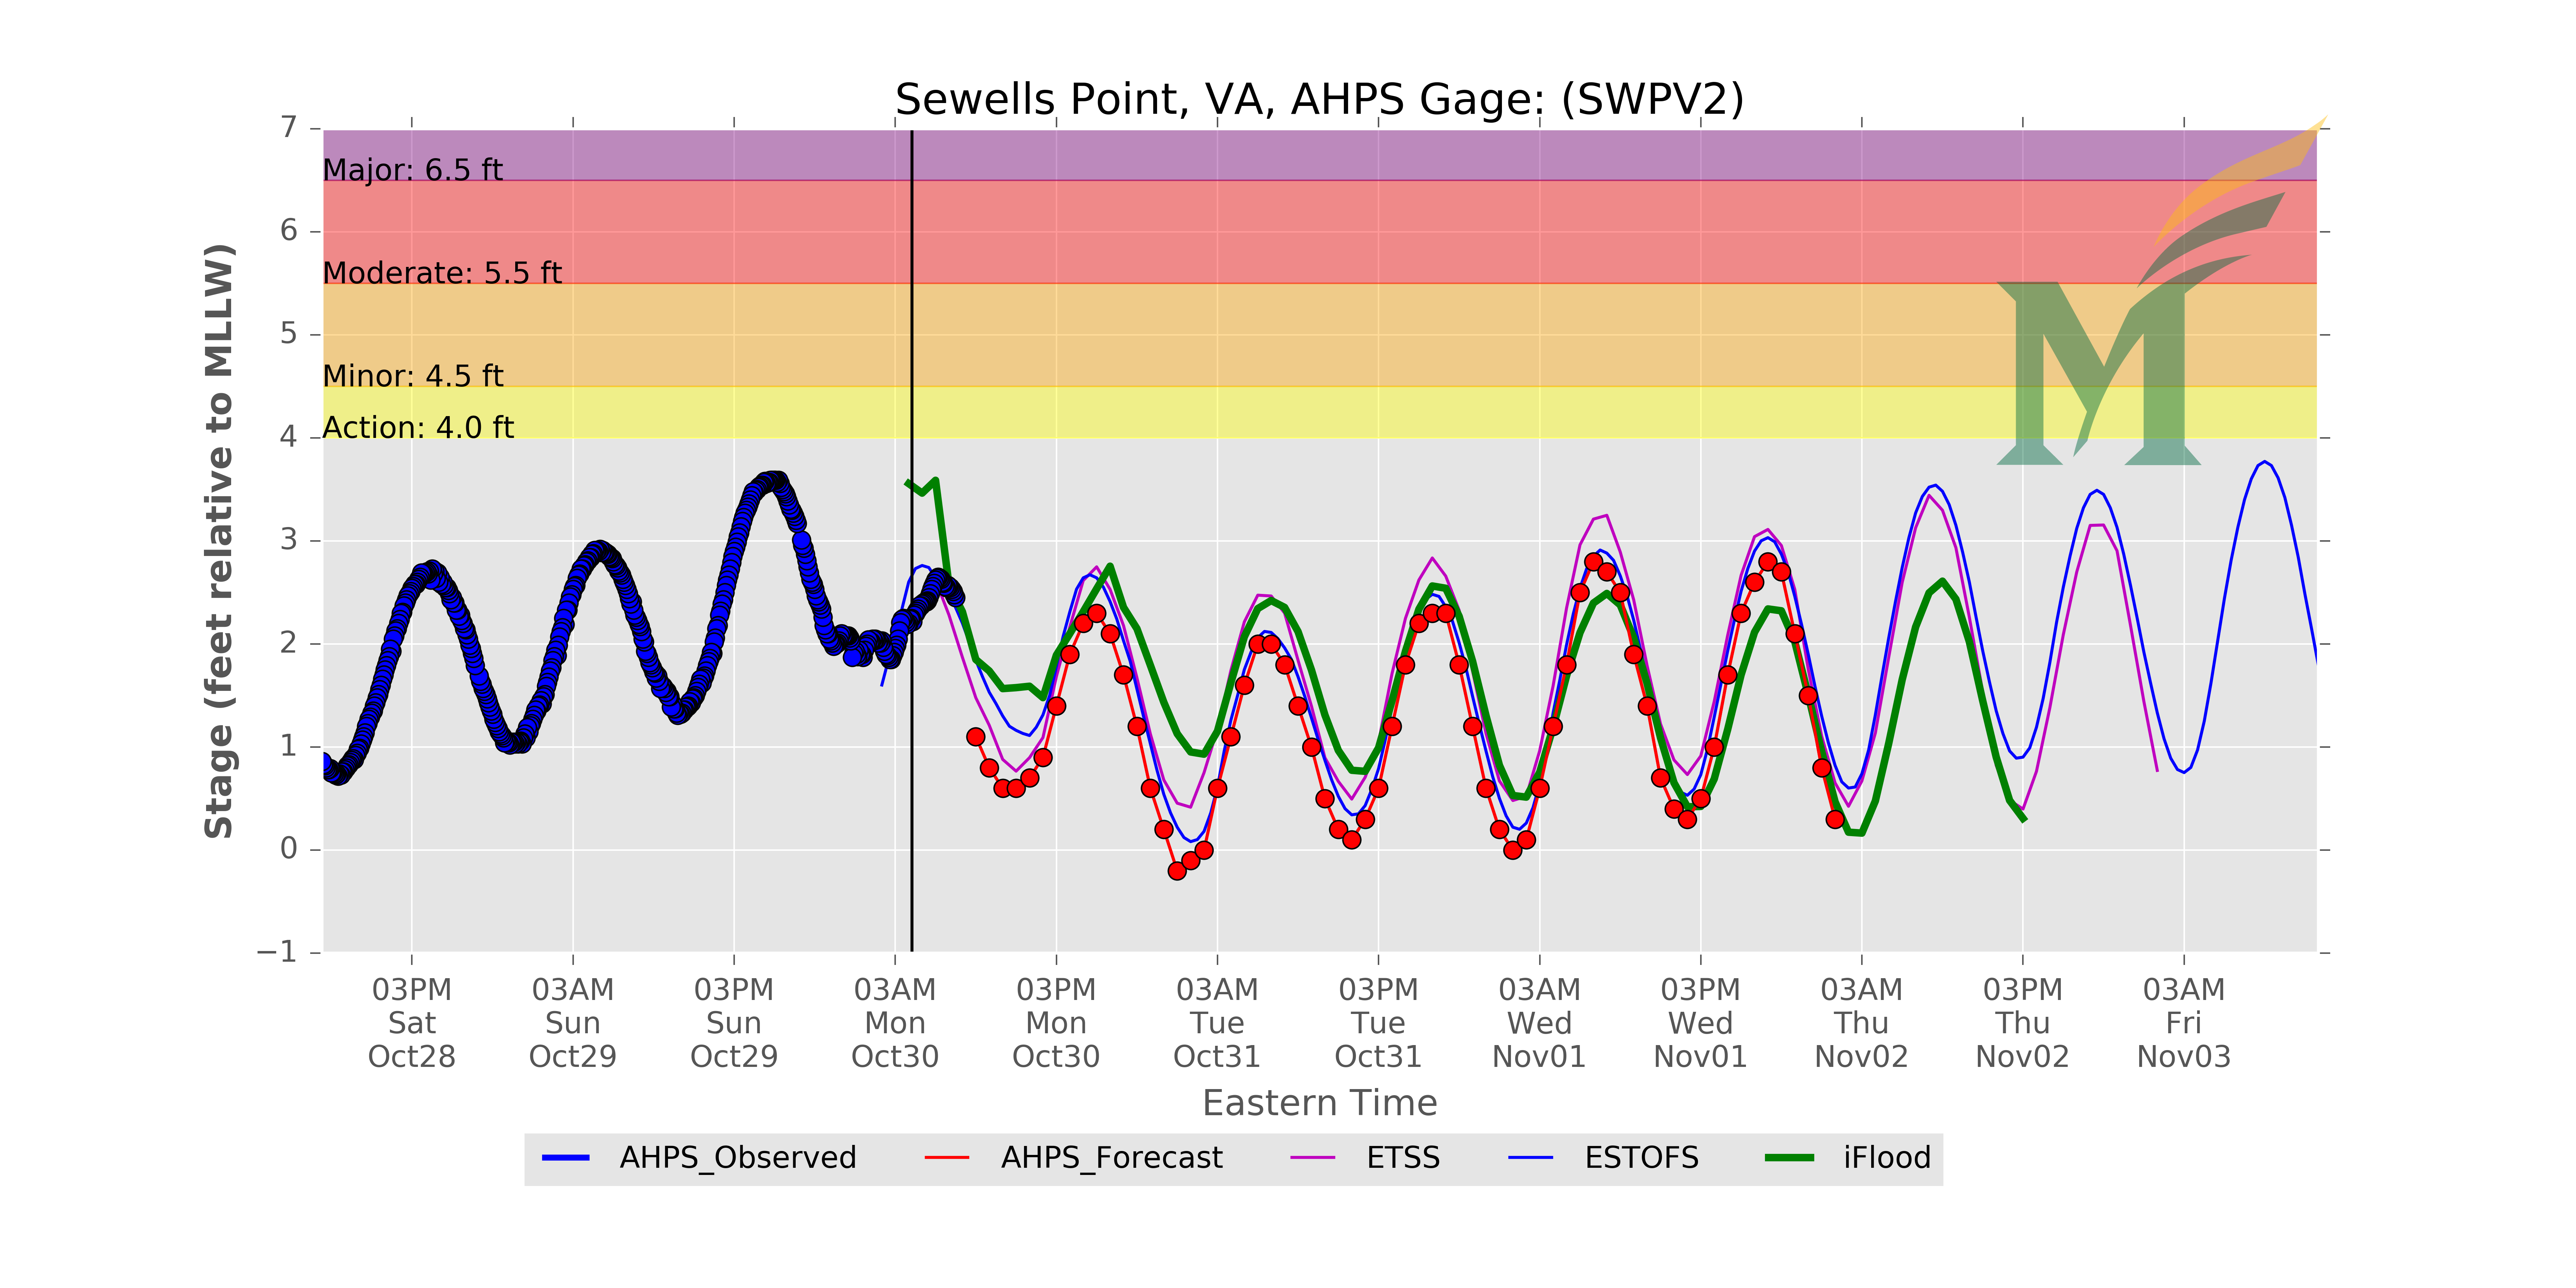 Sewells Point, VA, AHPS Gage: (SWPV2)
Stage (feet relative to MLLW)
7
6
5
4
3
2
1
0
−1
Major: 6.5 ft
Moderate: 5.5 ft
Minor: 4.5 ft
Action: 4.0 ft
03PM 03AM 03PM 03AM 03PM 03AM 03PM 03AM 03PM 03AM 03PM 03AM
Sat Sun Sun Mon Mon Tue Tue Wed Wed Thu Thu Fri
Oct28 Oct29 Oct29 Oct30 Oct30 Oct31 Oct31 Nov01 Nov01 Nov02 Nov02 Nov03
Eastern Time
AHPS_Observed AHPS_Forecast ETSS ESTOFS iFlood
M